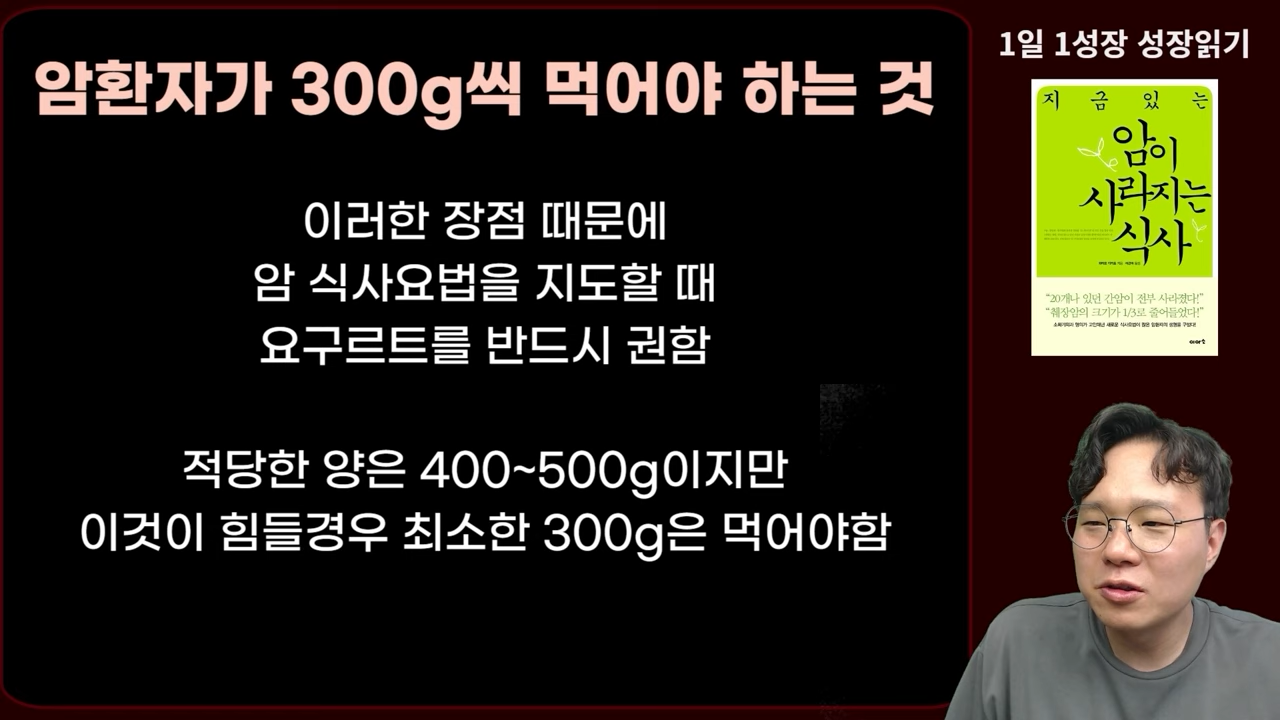 암환자가 300g씩 먹어야 하는 것
이러한 장점 때문에
암 식사요법을 지도할 때
요구르트를 반드시 권함
적당한 양은 400~500g이지만
이것이 힘들경우 최소한 300g은 먹어야함
1일 1성장 성장읽기
지금있는
암이
사라지는
식사
“20개나 있던 간암이 전부 사라졌다!”
“췌장암의 크기가 1/3로 줄어들었다!”